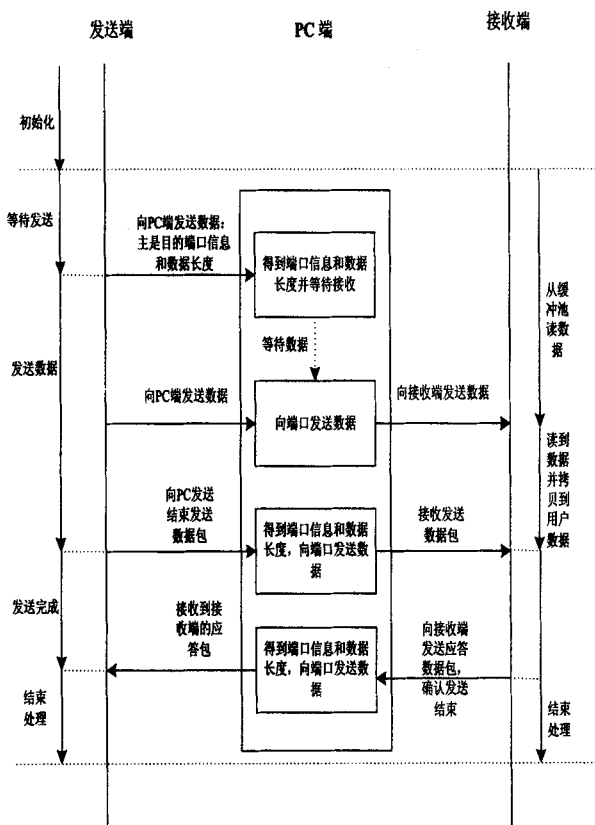 发送端
PC 端
接收端
初始化
等待发送
向PC端发送数据:
主是目的端口信息
和数据长度
得到端口信息和数据
长度并等待接收
从缓
冲池
读数
据
等待数据
发送数据
向PC端发送数据
向端口发送数据
向接收端发送数据
读到
数据
并拷
贝到
用户
数据
向PC发送
结束发送
数据包
得到端口信息和数据
长度，向端口发送数
据
接收发送
数据包
发送完成
接收到接
收端的应
答包
得到端口信息和数据
长度，向端口发送数
据
向接收端
发送应答
数据包，
确认发送
结束
结束
处理
结束
处理